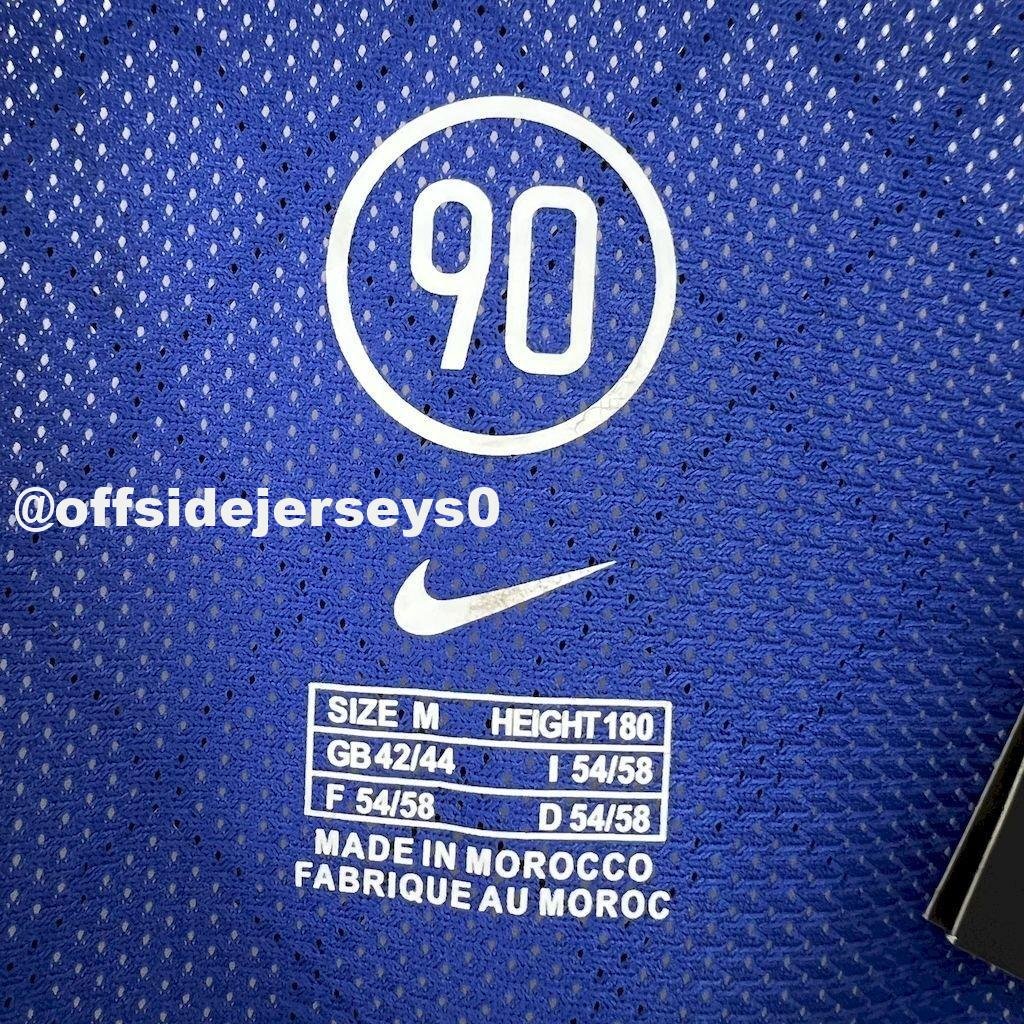 90
@offsidejerseys0
SIZE M HEIGHT 180
GB 42/44 I 54/58
F 54/58 D 54/58
MADE IN MOROCCO
FABRIQUE AU MOROC